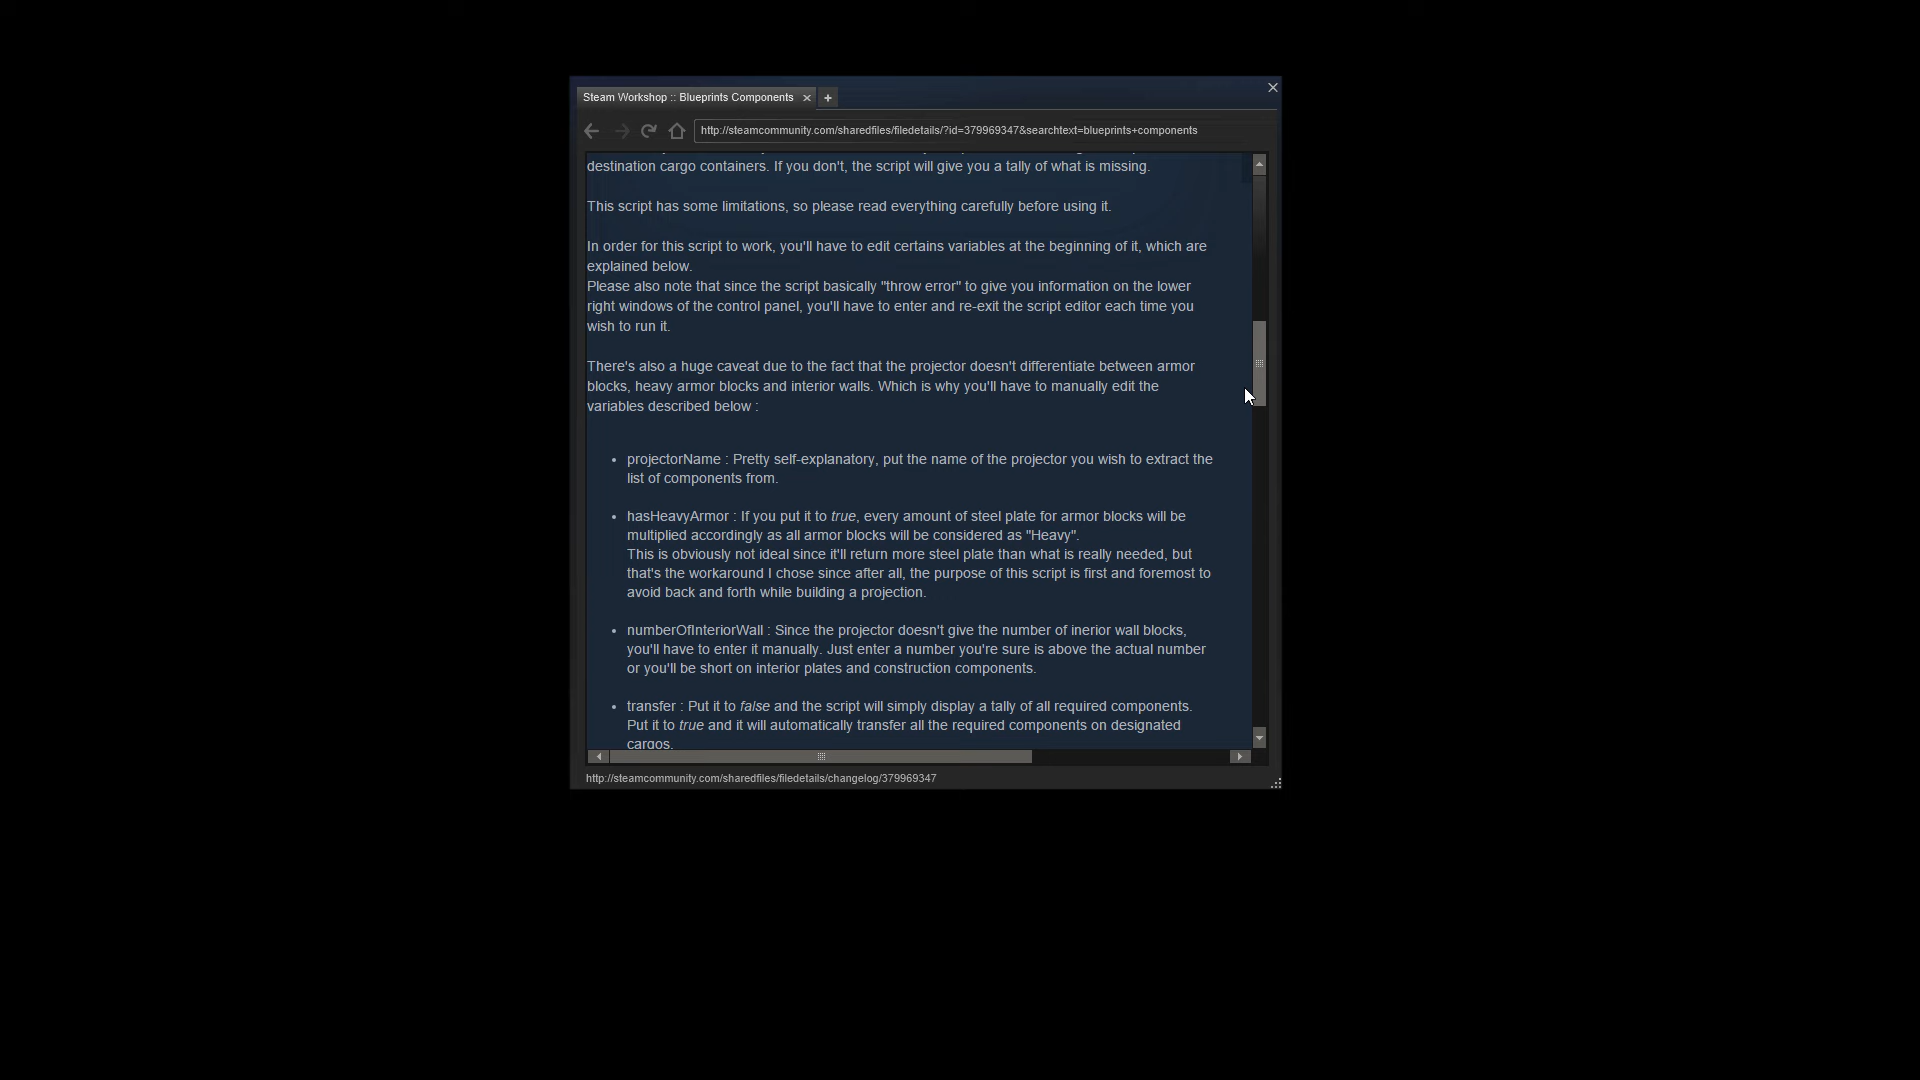 Steam Workshop :: Blueprints Components
http://steamcommunity.com/sharedfiles/filedetails/?id=379969347&searchtext=blueprints+components
destination cargo containers. If you don't, the script will give you a tally of what is missing.
This script has some limitations, so please read everything carefully before using it.
In order for this script to work, you'll have to edit certains variables at the beginning of it, which are
explained below.
Please also note that since the script basically "throw error" to give you information on the lower
right windows of the control panel, you'll have to enter and re-exit the script editor each time you
wish to run it.
There's also a huge caveat due to the fact that the projector doesn't differentiate between armor
blocks, heavy armor blocks and interior walls. Which is why you'll have to manually edit the
variables described below :
• projectorName : Pretty self-explanatory, put the name of the projector you wish to extract the
list of components from.
• hasHeavyArmor : If you put it to true, every amount of steel plate for armor blocks will be
multiplied accordingly as all armor blocks will be considered as "Heavy".
This is obviously not ideal since it'll return more steel plate than what is really needed, but
that's the workaround I chose since after all, the purpose of this script is first and foremost to
avoid back and forth while building a projection.
• numberOfInteriorWall : Since the projector doesn't give the number of inerior wall blocks,
you'll have to enter it manually. Just enter a number you're sure is above the actual number
or you'll be short on interior plates and construction components.
• transfer : Put it to false and the script will simply display a tally of all required components.
Put it to true and it will automatically transfer all the required components on designated
cargos.
http://steamcommunity.com/sharedfiles/filedetails/changelog/379969347